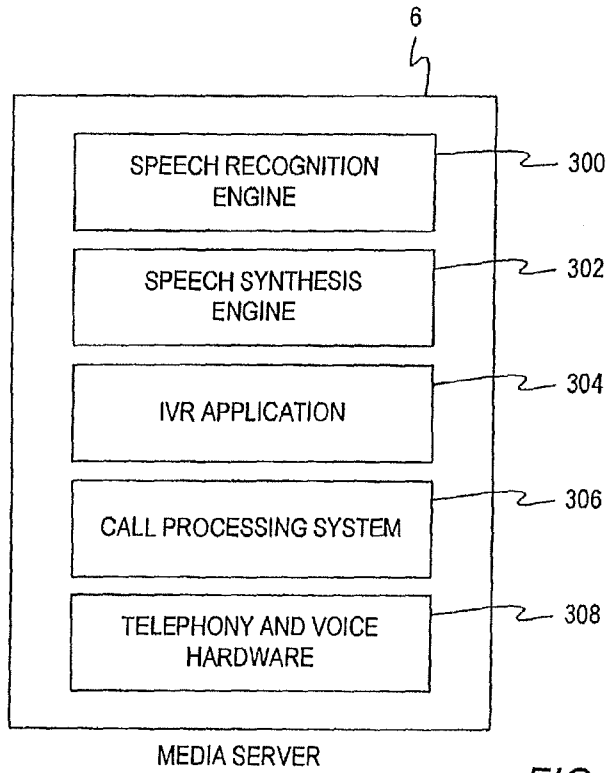 6
SPEECH RECOGNITION
ENGINE
300
SPEECH SYNTHESIS
ENGINE
302
IVR APPLICATION
304
CALL PROCESSING SYSTEM
306
TELEPHONY AND VOICE
HARDWARE
308
MEDIA SERVER